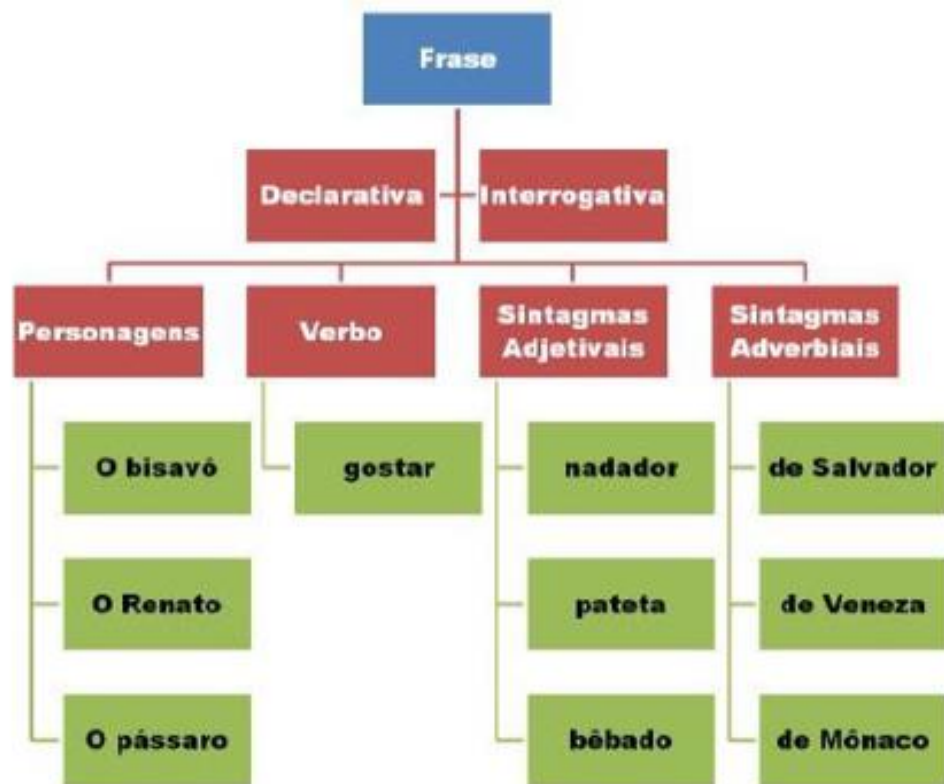 Frase
Declarativa
Interrogativa
Personagens
Verbo
Sintagmas
Adjetivais
Sintagmas
Adverbiais
O bisavô
gostar
nadador
de Salvador
O Renato
pateta
de Veneza
O pássaro
bêbado
de Mônaco